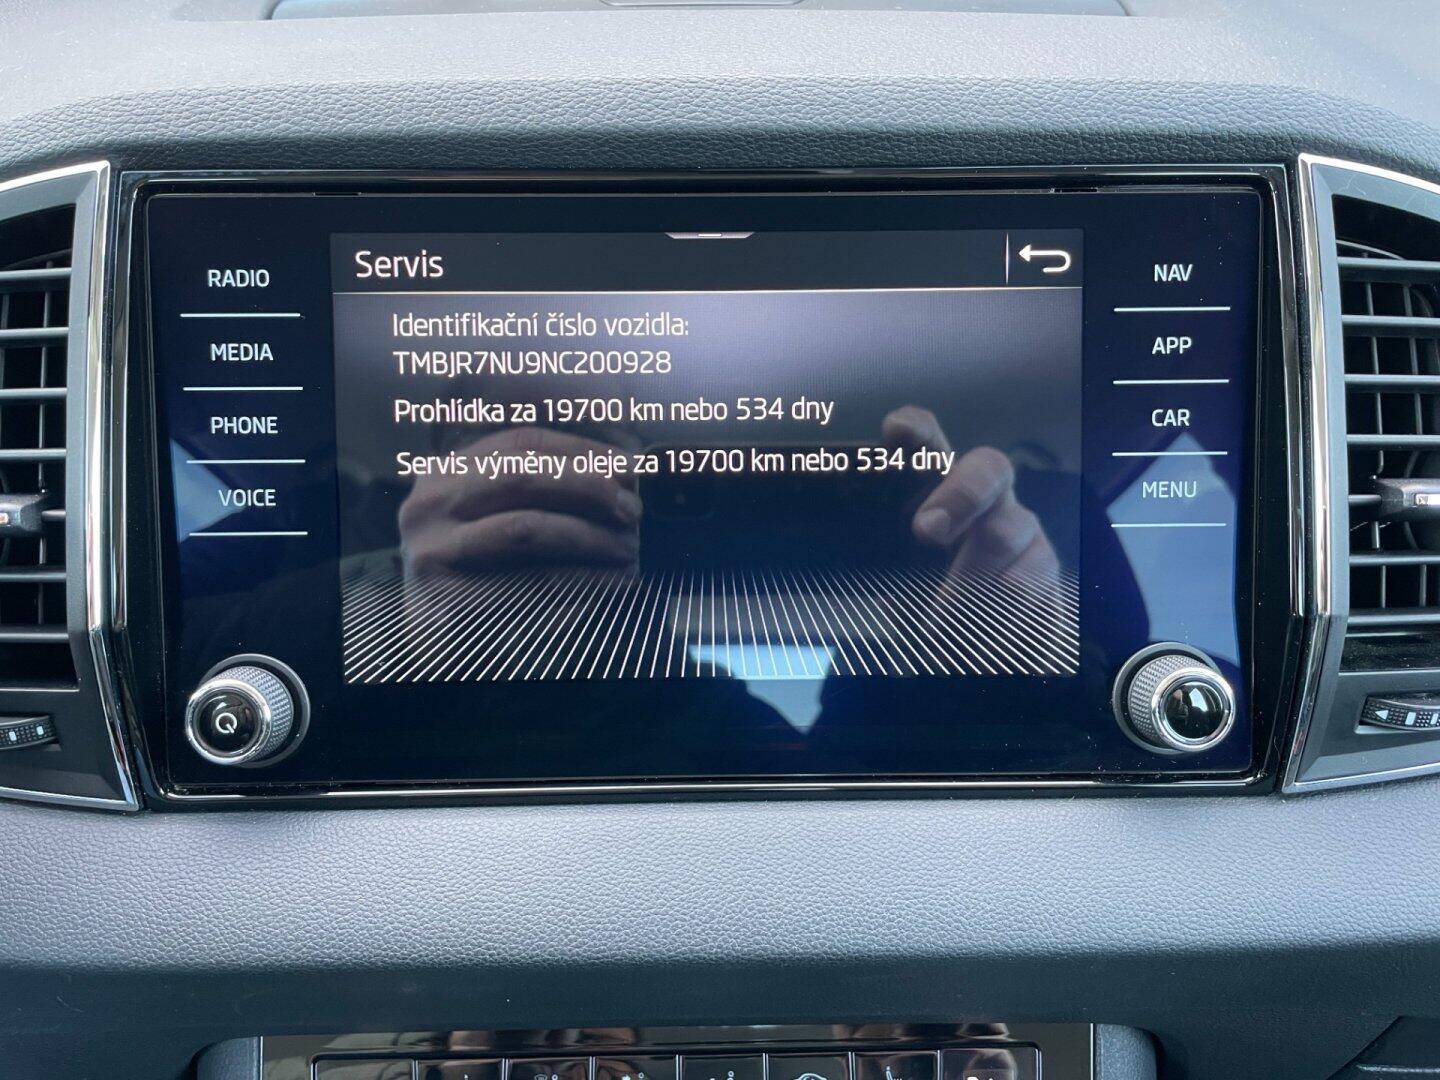 Servis
RADIO
MEDIA
PHONE
VOICE
Identifikační číslo vozidla:
TMBJR7NU9NC200928
Prohlídka za 19700 km nebo 534 dny
Servis výměny oleje za 19700 km nebo 534 dny
NAV
APP
CAR
MENU